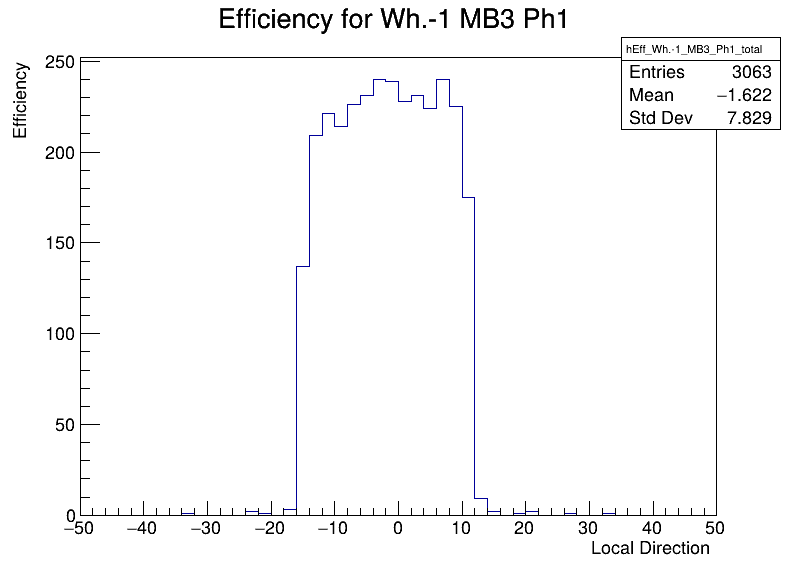 Efficiency for Wh.-1 MB3 Ph1
hEff_Wh.-1_MB3_Ph1_total
Entries 3063
Mean −1.622
Std Dev 7.829
Efficiency
250
200
150
100
50
0
−50 −40 −30 −20 −10 0 10 20 30 40 50
Local Direction